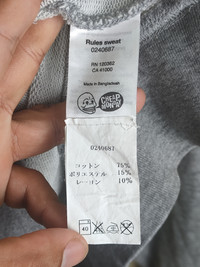 Rules sweat
0240687
RN 120362
CA 41000
Made in Bangladesh
CHEAP
MONDAY
0240687
コットン 75%
ポリエステル 15%
レーヨン 10%
40